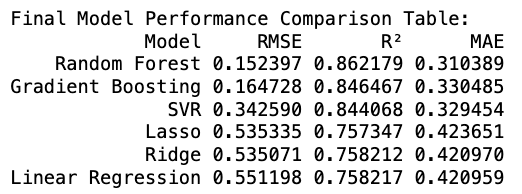 Final Model Performance Comparison Table:
Model RMSE R² MAE
Random Forest 0.152397 0.862179 0.310389
Gradient Boosting 0.164728 0.846467 0.330485
SVR 0.342590 0.844068 0.329454
Lasso 0.535335 0.757347 0.423651
Ridge 0.535071 0.758212 0.420970
Linear Regression 0.551198 0.758217 0.420959